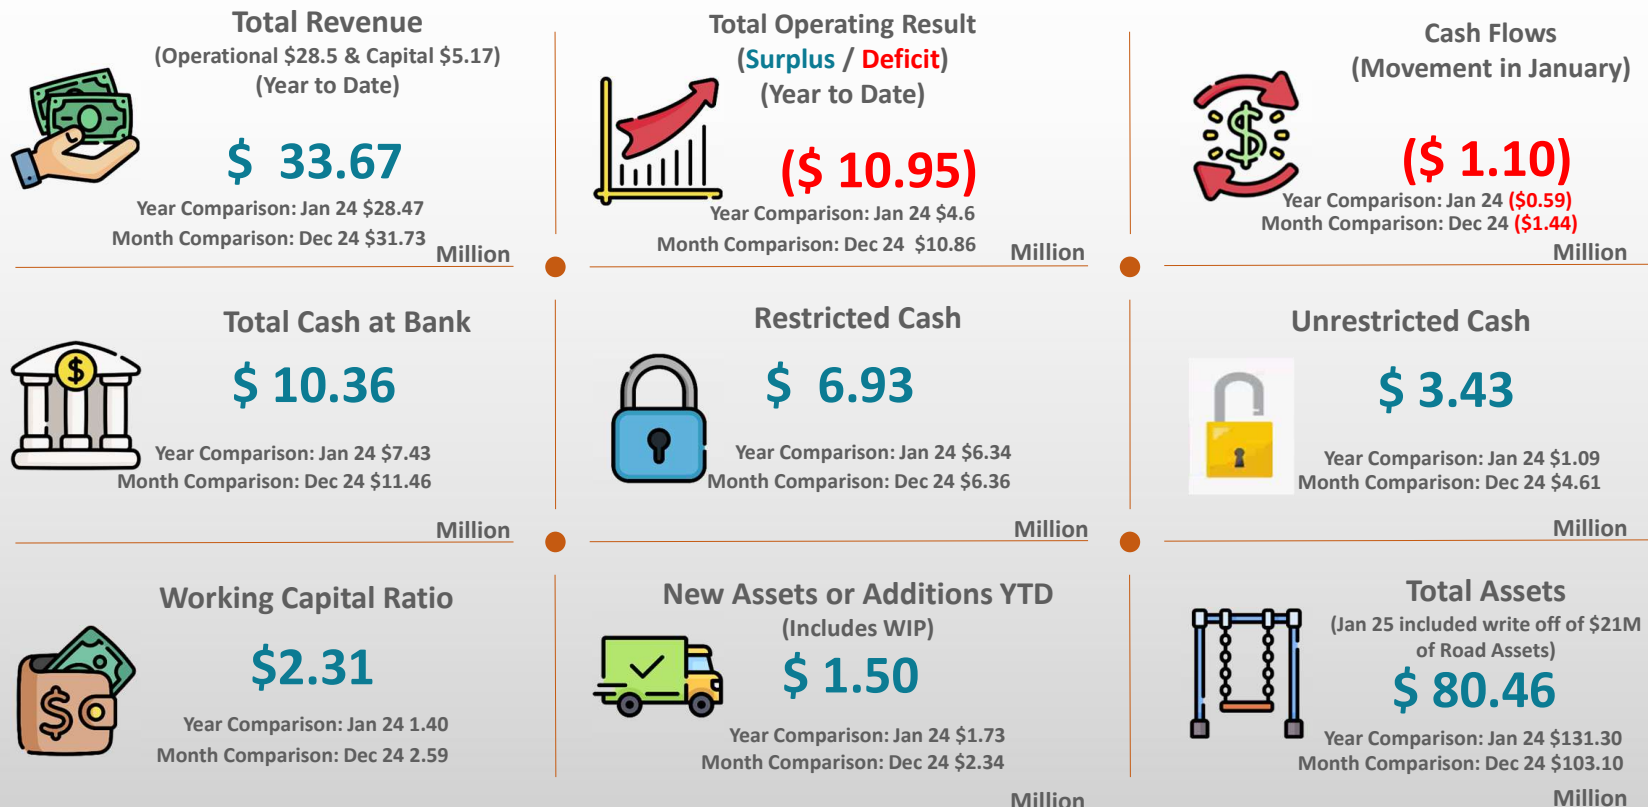 Total Revenue
(Operational $28.5 & Capital $5.17)
(Year to Date)
$ 33.67
Year Comparison: Jan 24 $28.47
Month Comparison: Dec 24 $31.73
Million
Total Operating Result
(Surplus / Deficit)
(Year to Date)
($ 10.95)
Year Comparison: Jan 24 $4.6
Month Comparison: Dec 24 $10.86
Million
Cash Flows
(Movement in January)
($ 1.10)
Year Comparison: Jan 24 ($0.59)
Month Comparison: Dec 24 ($1.44)
Million
Total Cash at Bank
$ 10.36
Year Comparison: Jan 24 $7.43
Month Comparison: Dec 24 $11.46
Million
Restricted Cash
$ 6.93
Year Comparison: Jan 24 $6.34
Month Comparison: Dec 24 $6.36
Million
Unrestricted Cash
$ 3.43
Year Comparison: Jan 24 $1.09
Month Comparison: Dec 24 $4.61
Million
Working Capital Ratio
$2.31
Year Comparison: Jan 24 1.40
Month Comparison: Dec 24 2.59
New Assets or Additions YTD
(Includes WIP)
$ 1.50
Year Comparison: Jan 24 $1.73
Month Comparison: Dec 24 $2.34
Million
Total Assets
(Jan 25 included write off of $21M
of Road Assets)
$ 80.46
Year Comparison: Jan 24 $131.30
Month Comparison: Dec 24 $103.10
Million